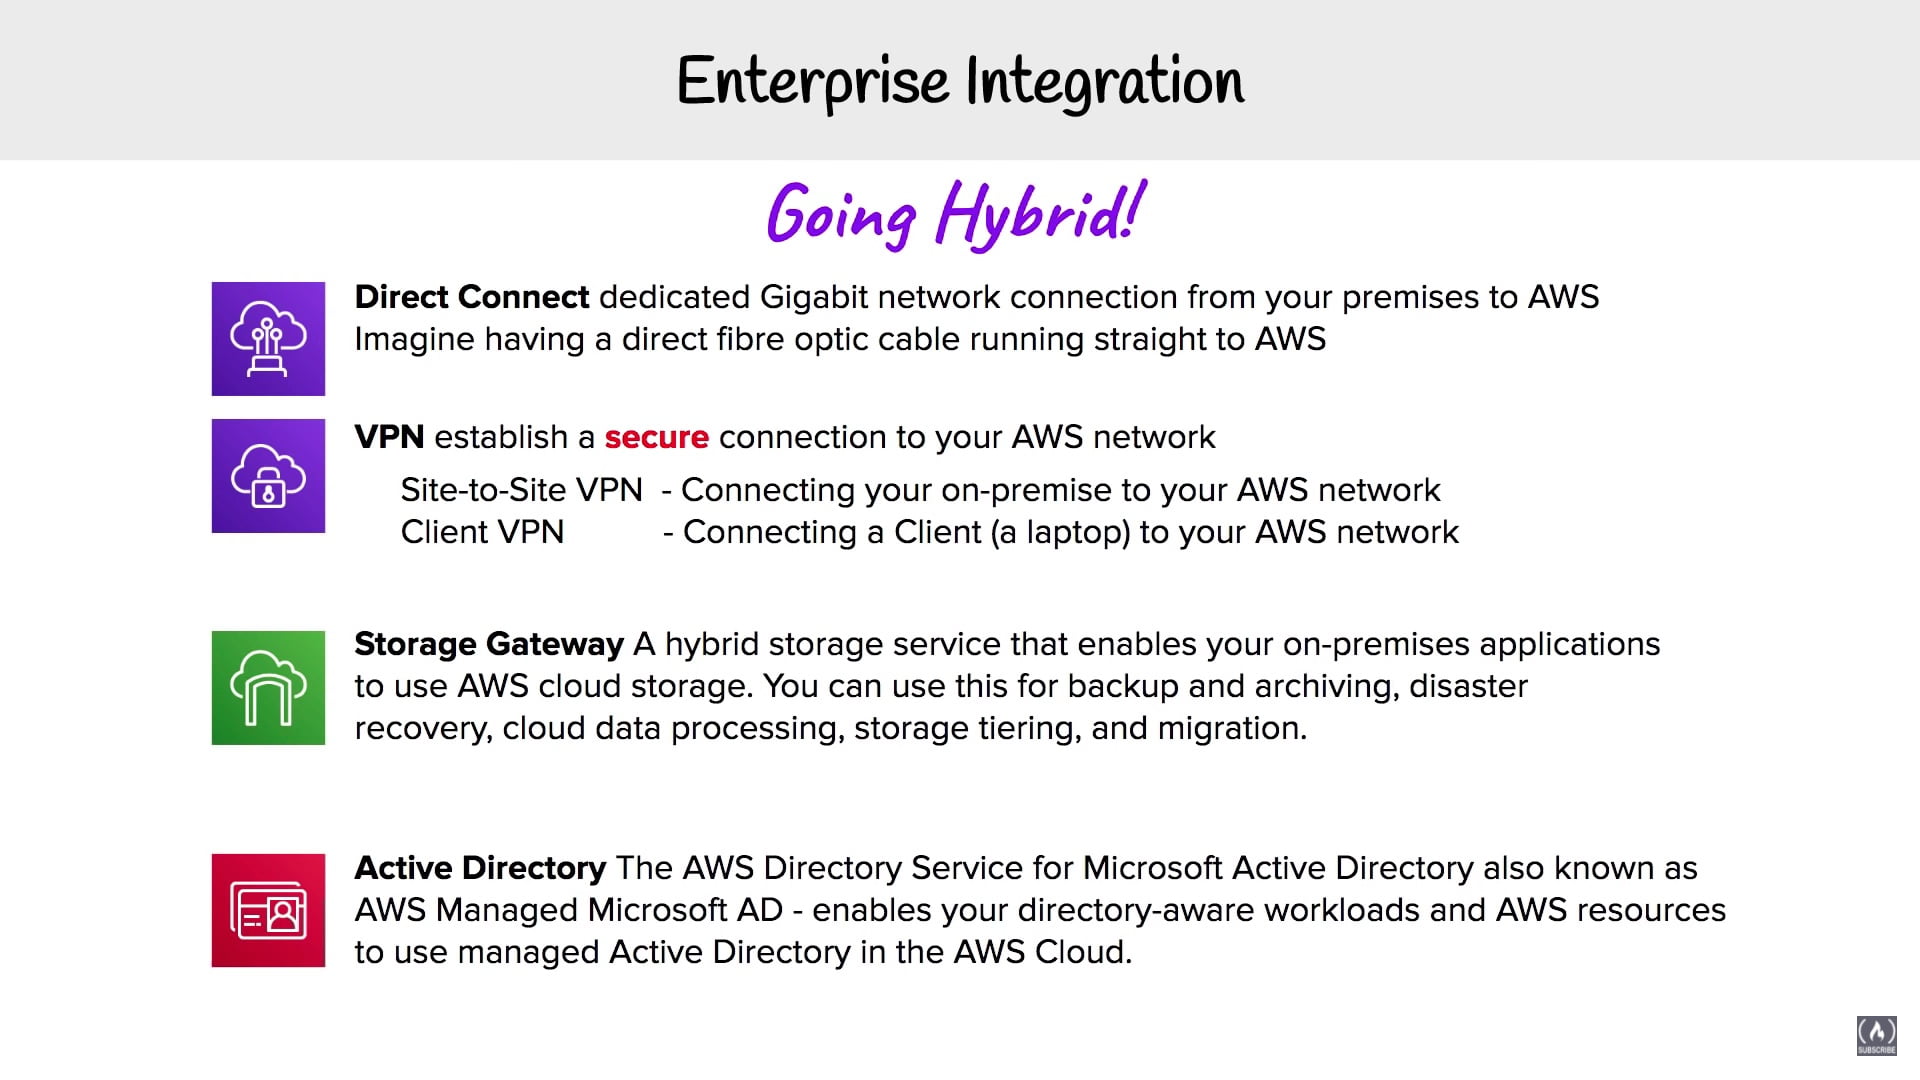 Enterprise Integration
Going Hybrid!
Direct Connect dedicated Gigabit network connection from your premises to AWS
Imagine having a direct fibre optic cable running straight to AWS
VPN establish a secure connection to your AWS network
Site-to-Site VPN - Connecting your on-premise to your AWS network
Client VPN - Connecting a Client (a laptop) to your AWS network
Storage Gateway A hybrid storage service that enables your on-premises applications
to use AWS cloud storage. You can use this for backup and archiving, disaster
recovery, cloud data processing, storage tiering, and migration.
Active Directory The AWS Directory Service for Microsoft Active Directory also known as
AWS Managed Microsoft AD - enables your directory-aware workloads and AWS resources
to use managed Active Directory in the AWS Cloud.
SUBSCRIBE